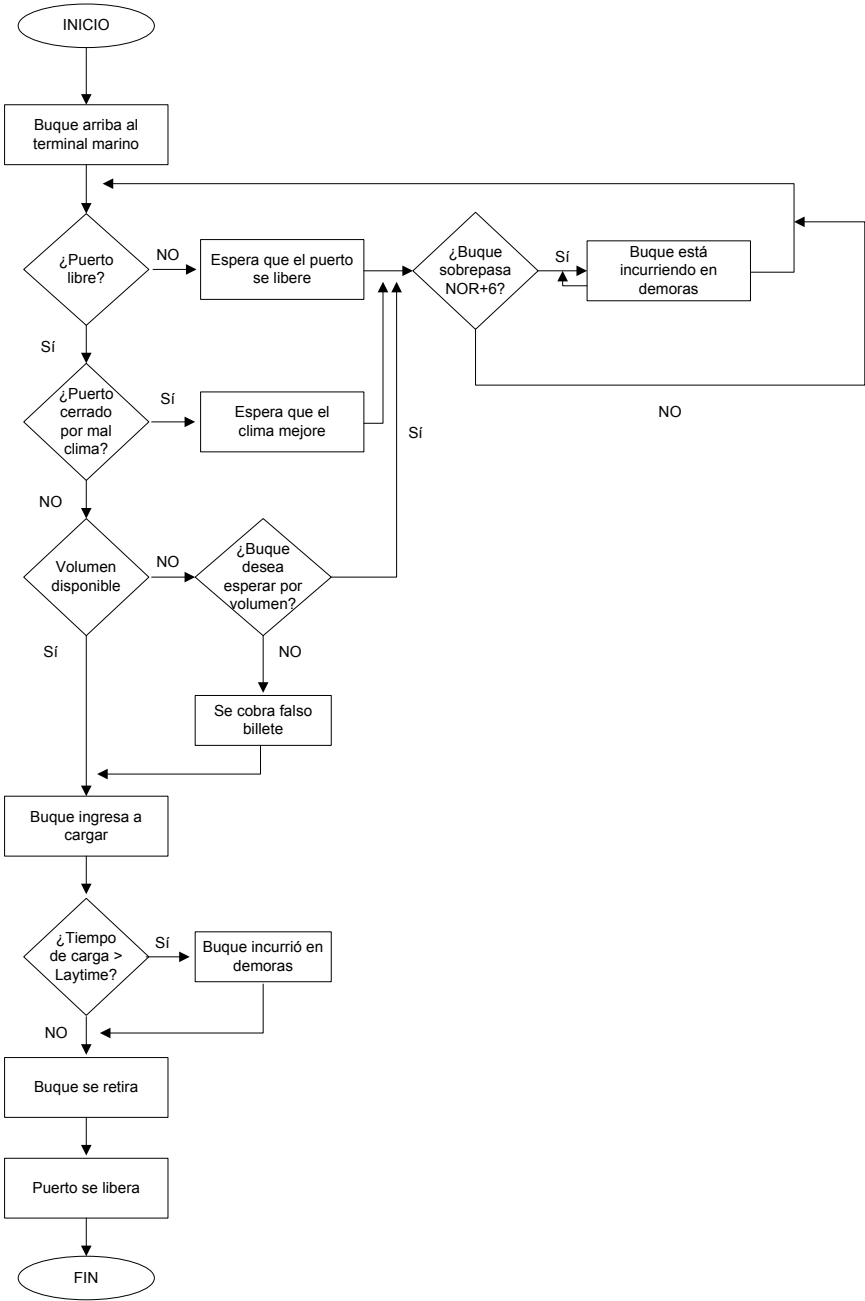 INICIO
Buque arriba al
terminal marino
¿Puerto
libre?
NO
Espera que el puerto
se libere
¿Buque
sobrepasa
NOR+6?
Sí
Buque está
incurriendo en
demoras
NO
Sí
¿Puerto
cerrado
por mal
clima?
Sí
Espera que el
clima mejore
Sí
NO
Volumen
disponible
NO
¿Buque
desea
esperar por
volumen?
Sí
NO
Se cobra falso
billete
Buque ingresa a
cargar
¿Tiempo
de carga >
Laytime?
Sí
Buque incurrió en
demoras
NO
Buque se retira
Puerto se libera
FIN